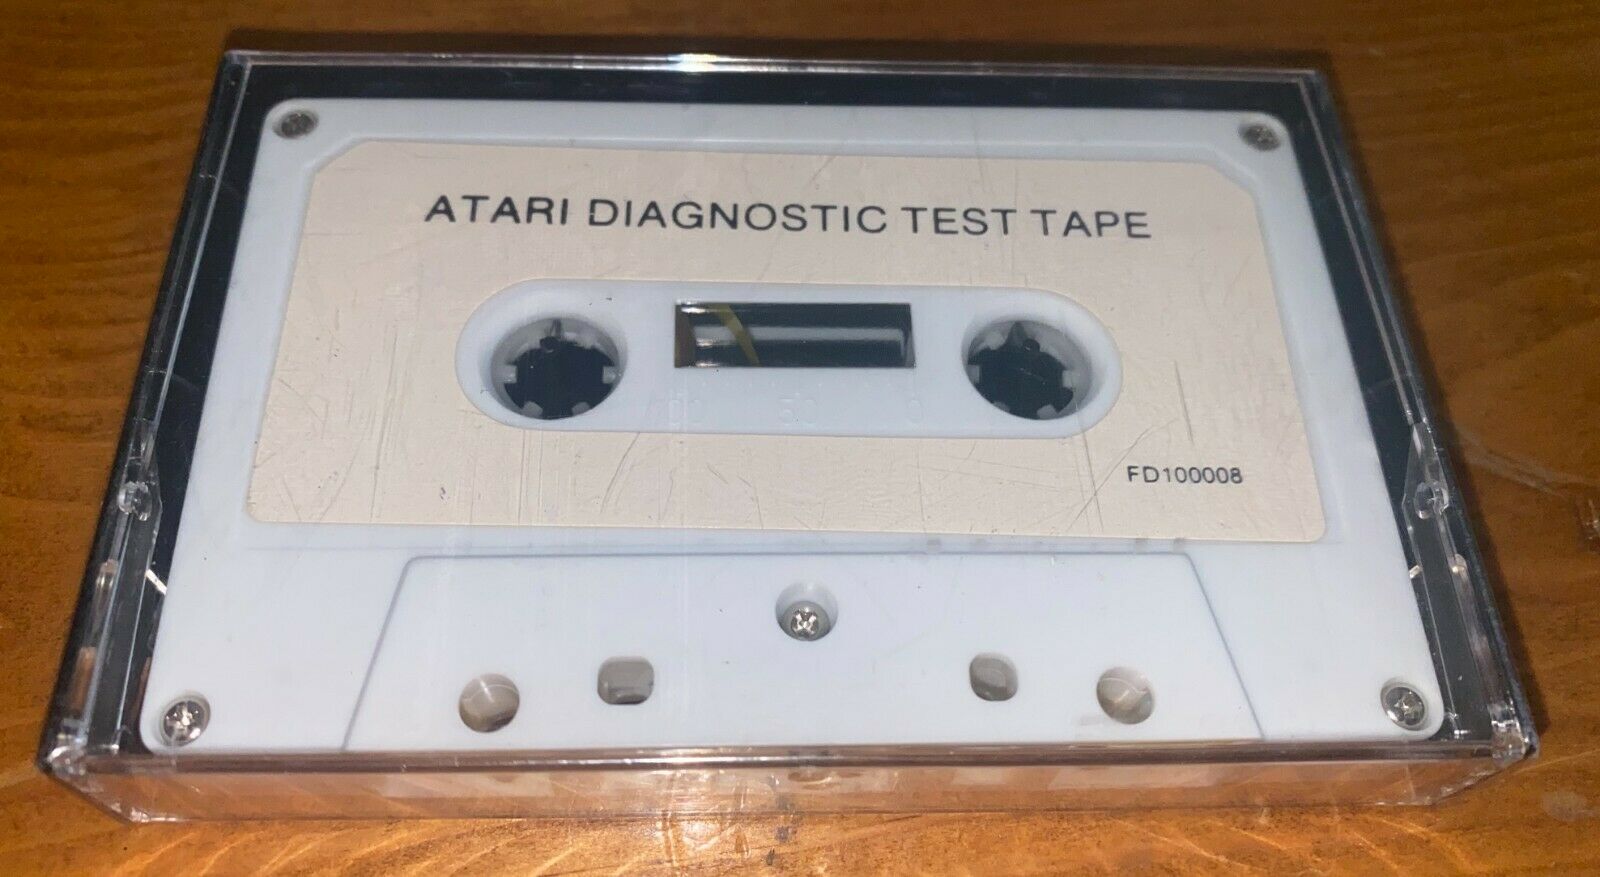 ATARI DIAGNOSTIC TEST TAPE
FD100008